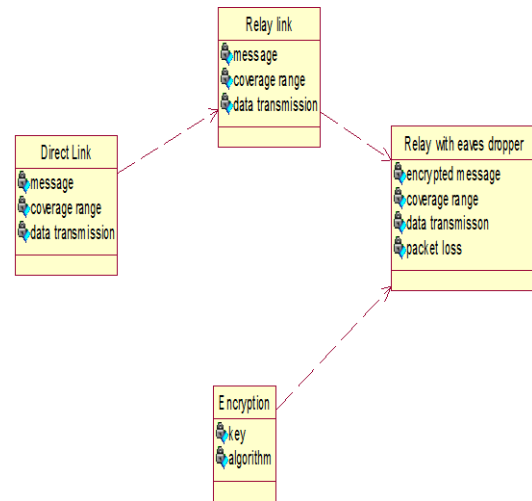 Relay link
message
coverage range
data transmission
Direct Link
message
coverage range
data transmission
Relay with eaves dropper
encrypted message
coverage range
data transmisson
packet loss
Encryption
key
algorithm